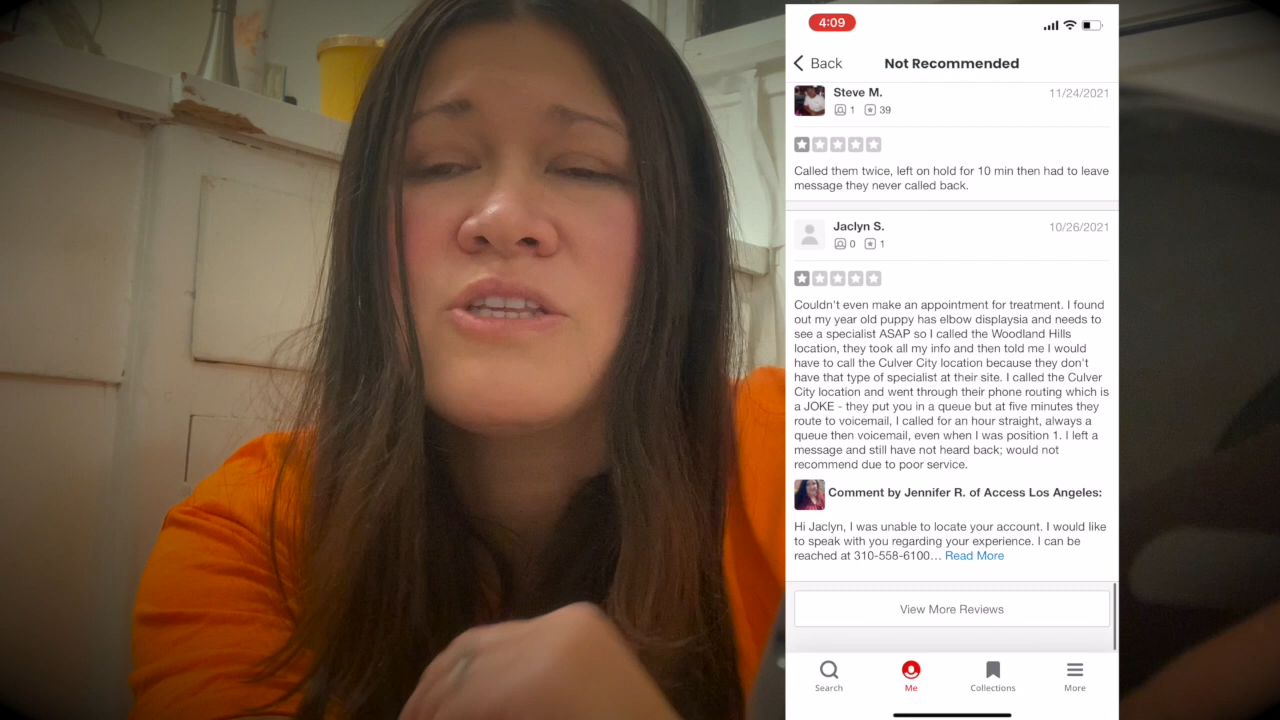 4:09
Back
Not Recommended
Steve M.
11/24/2021
1 39
Called them twice, left on hold for 10 min then had to leave
message they never called back.
Jaclyn S.
10/26/2021
0 1
Couldn't even make an appointment for treatment. I found
out my year old puppy has elbow displaysia and needs to
see a specialist ASAP so I called the Woodland Hills
location, they took all my info and then told me I would
have to call the Culver City location because they don't
have that type of specialist at their site. I called the Culver
City location and went through their phone routing which is
a JOKE - they put you in a queue but at five minutes they
route to voicemail, I called for an hour straight, always a
queue then voicemail, even when I was position 1. I left a
message and still have not heard back; would not
recommend due to poor service.
Comment by Jennifer R. of Access Los Angeles:
Hi Jaclyn, I was unable to locate your account. I would like
to speak with you regarding your experience. I can be
reached at 310-558-6100... Read More
View More Reviews
Search
Me
Collections
More